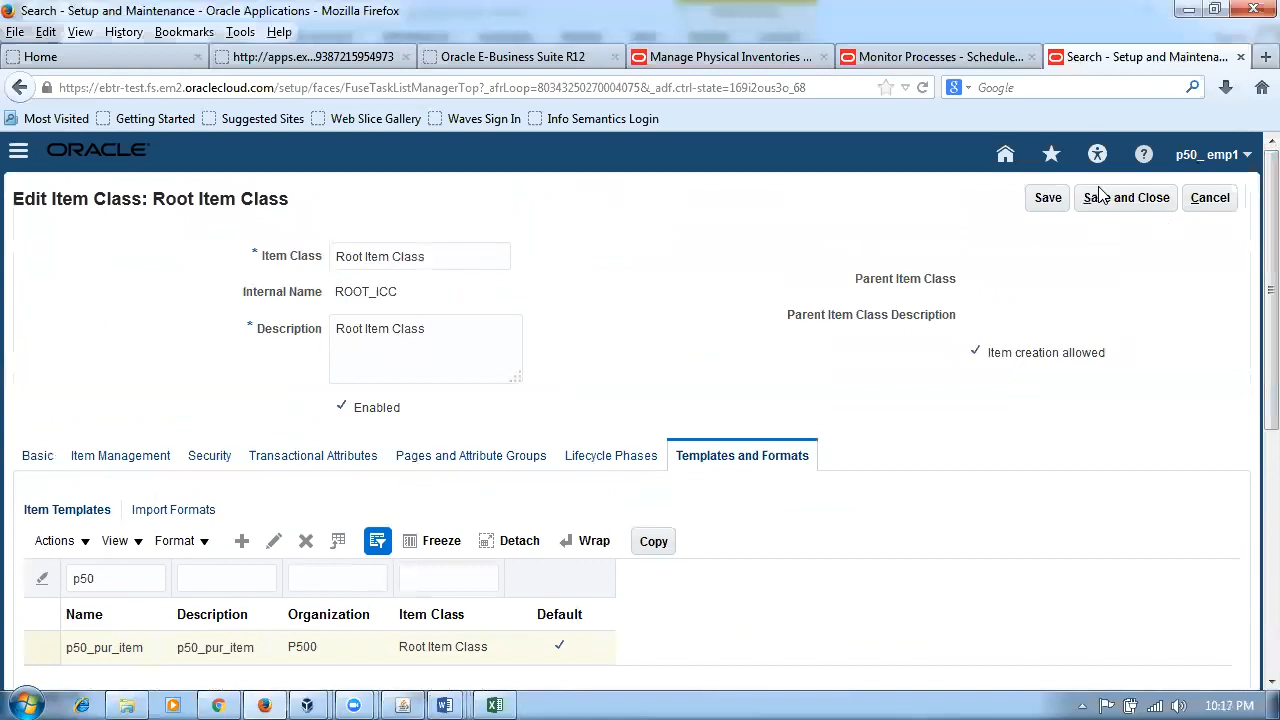 Search - Setup and Maintenance - Oracle Applications - Mozilla Firefox
File Edit View History Bookmarks Tools Help
Home
http://apps.ex...9387215954973 ×
Oracle E-Business Suite R12 ×
Manage Physical Inventories ... ×
Monitor Processes - Schedule... ×
Search - Setup and Maintena... ×
https://ebtr-test.fs.em2.oraclecloud.com/setup/faces/FuseTaskListManagerTop?_afrLoop=80343250270004075&_adf.ctrl-state=169i2ous3o_68
Google
Most Visited Getting Started Suggested Sites Web Slice Gallery Waves Sign In Info Semantics Location
ORACLE
p50_ emp1
Edit Item Class: Root Item Class
Save Save and Close Cancel
* Item Class Root Item Class
Parent Item Class
Internal Name ROOT_ICC
Parent Item Class Description
* Description Root Item Class
Item creation allowed
Enabled
Basic Item Management Security Transactional Attributes Pages and Attribute Groups Lifecycle Phases Templates and Formats
Item Templates Import Formats
Actions View Format Freeze Detach Wrap Copy
p50
Name Description Organization Item Class Default
p50_pur_item p50_pur_item P500 Root Item Class
10:17 PM